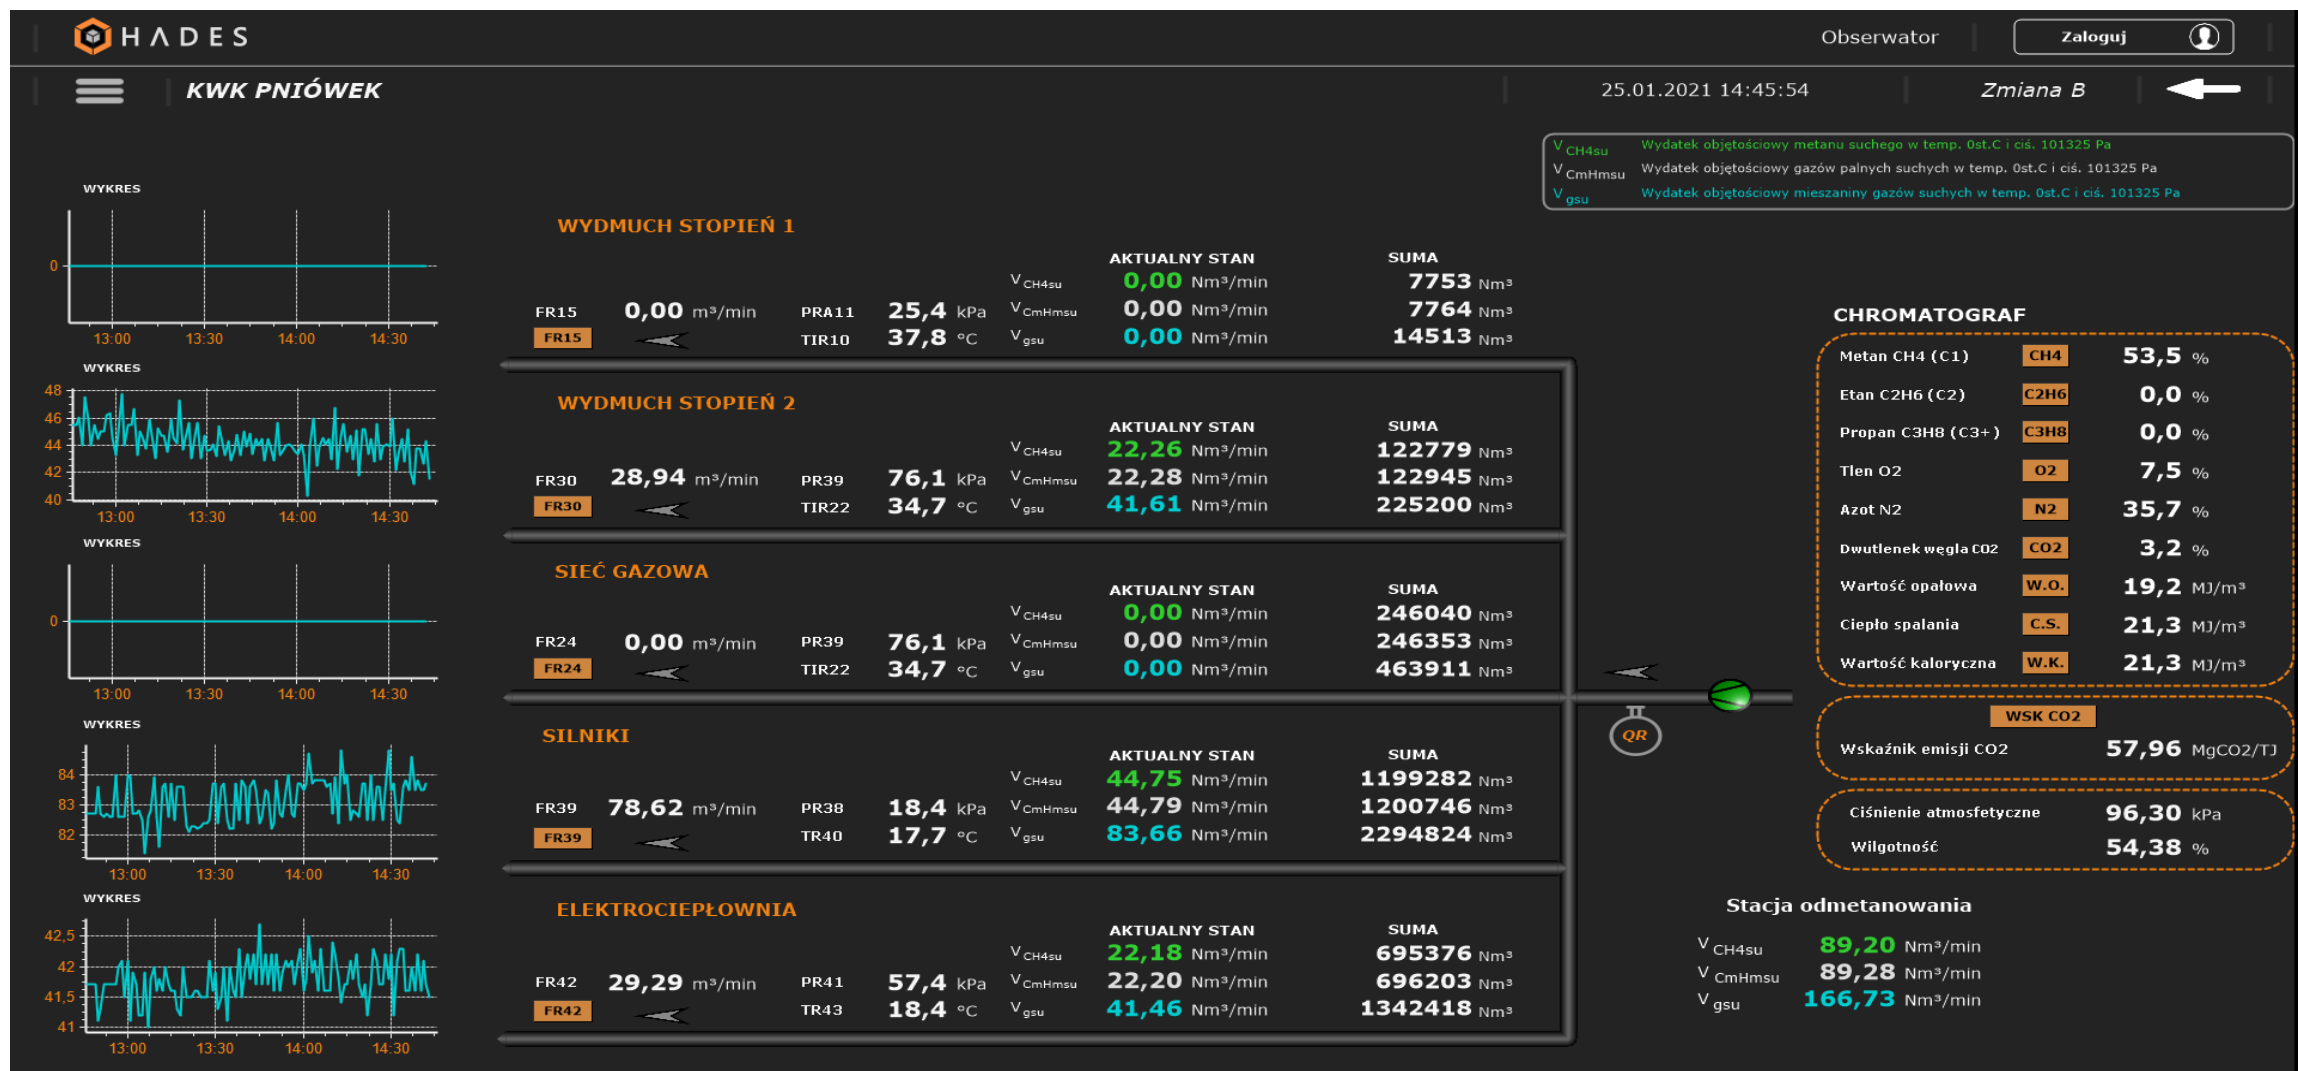 HΛDES
Obserwator
Zaloguj
KWK PNIÓWEK
25.01.2021 14:45:54
Zmiana B
V CH4su Wydatek objętościowy metanu suchego w temp. 0st.C i ciś. 101325 Pa
V CmHmsu Wydatek objętościowy gazów palnych suchych w temp. 0st.C i ciś. 101325 Pa
V gsu Wydatek objętościowy mieszaniny gazów suchych w temp. 0st.C i ciś. 101325 Pa
WYKRES
0
13:00 13:30 14:00 14:30
WYDMUCH STOPIEŃ 1
AKTUALNY STAN SUMA
V CH4su 0,00 Nm³/min 7753 Nm³
FR15 0,00 m³/min PRA11 25,4 kPa V CmHmsu 0,00 Nm³/min 7764 Nm³
FR15 TIR10 37,8 °C V gsu 0,00 Nm³/min 14513 Nm³
WYKRES
48
46
44
42
40
13:00 13:30 14:00 14:30
WYDMUCH STOPIEŃ 2
AKTUALNY STAN SUMA
V CH4su 22,26 Nm³/min 122779 Nm³
FR30 28,94 m³/min PR39 76,1 kPa V CmHmsu 22,28 Nm³/min 122945 Nm³
FR30 TIR22 34,7 °C V gsu 41,61 Nm³/min 225200 Nm³
WYKRES
0
13:00 13:30 14:00 14:30
SIEĆ GAZOWA
AKTUALNY STAN SUMA
V CH4su 0,00 Nm³/min 246040 Nm³
FR24 0,00 m³/min PR39 76,1 kPa V CmHmsu 0,00 Nm³/min 246353 Nm³
FR24 TIR22 34,7 °C V gsu 0,00 Nm³/min 463911 Nm³
WYKRES
84
83
82
13:00 13:30 14:00 14:30
SILNIKI
AKTUALNY STAN SUMA
V CH4su 44,75 Nm³/min 1199282 Nm³
FR39 78,62 m³/min PR38 18,4 kPa V CmHmsu 44,79 Nm³/min 1200746 Nm³
FR39 TR40 17,7 °C V gsu 83,66 Nm³/min 2294824 Nm³
WYKRES
42,5
42
41,5
41
13:00 13:30 14:00 14:30
ELEKTROCIEPŁOWNIA
AKTUALNY STAN SUMA
V CH4su 22,18 Nm³/min 695376 Nm³
FR42 29,29 m³/min PR41 57,4 kPa V CmHmsu 22,20 Nm³/min 696203 Nm³
FR42 TR43 18,4 °C V gsu 41,46 Nm³/min 1342418 Nm³
QR
CHROMATOGRAF
Metan CH4 (C1) CH4 53,5 %
Etan C2H6 (C2) C2H6 0,0 %
Propan C3H8 (C3+) C3H8 0,0 %
Tlen O2 O2 7,5 %
Azot N2 N2 35,7 %
Dwutlenek węgla CO2 CO2 3,2 %
Wartość opałowa W.O. 19,2 MJ/m³
Ciepło spalania C.S. 21,3 MJ/m³
Wartość kaloryczna W.K. 21,3 MJ/m³
WSK CO2
Wskaźnik emisji CO2 57,96 MgCO2/TJ
Ciśnienie atmosfetyczne 96,30 kPa
Wilgotność 54,38 %
Stacja odmetanowania
V CH4su 89,20 Nm³/min
V CmHmsu 89,28 Nm³/min
V gsu 166,73 Nm³/min